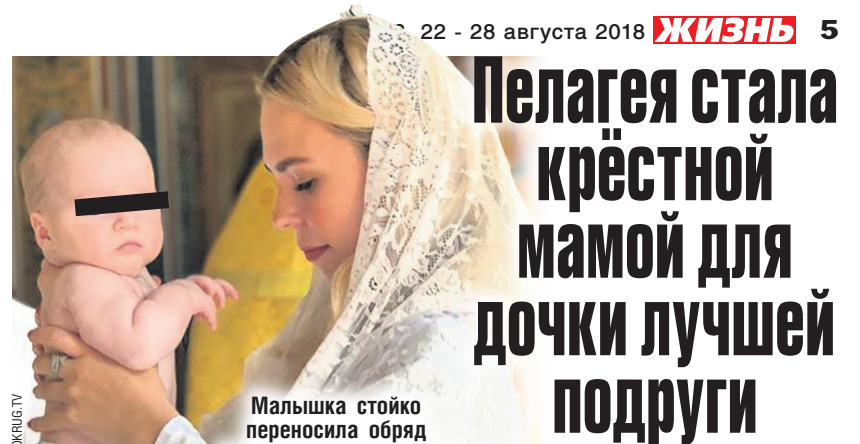 22 - 28 августа 2018 ЖИЗНЬ 5
Пелагея стала
крёстной
мамой для
дочки лучшей
подруги
Малышка стойко
переносила обряд
OKRUG.TV